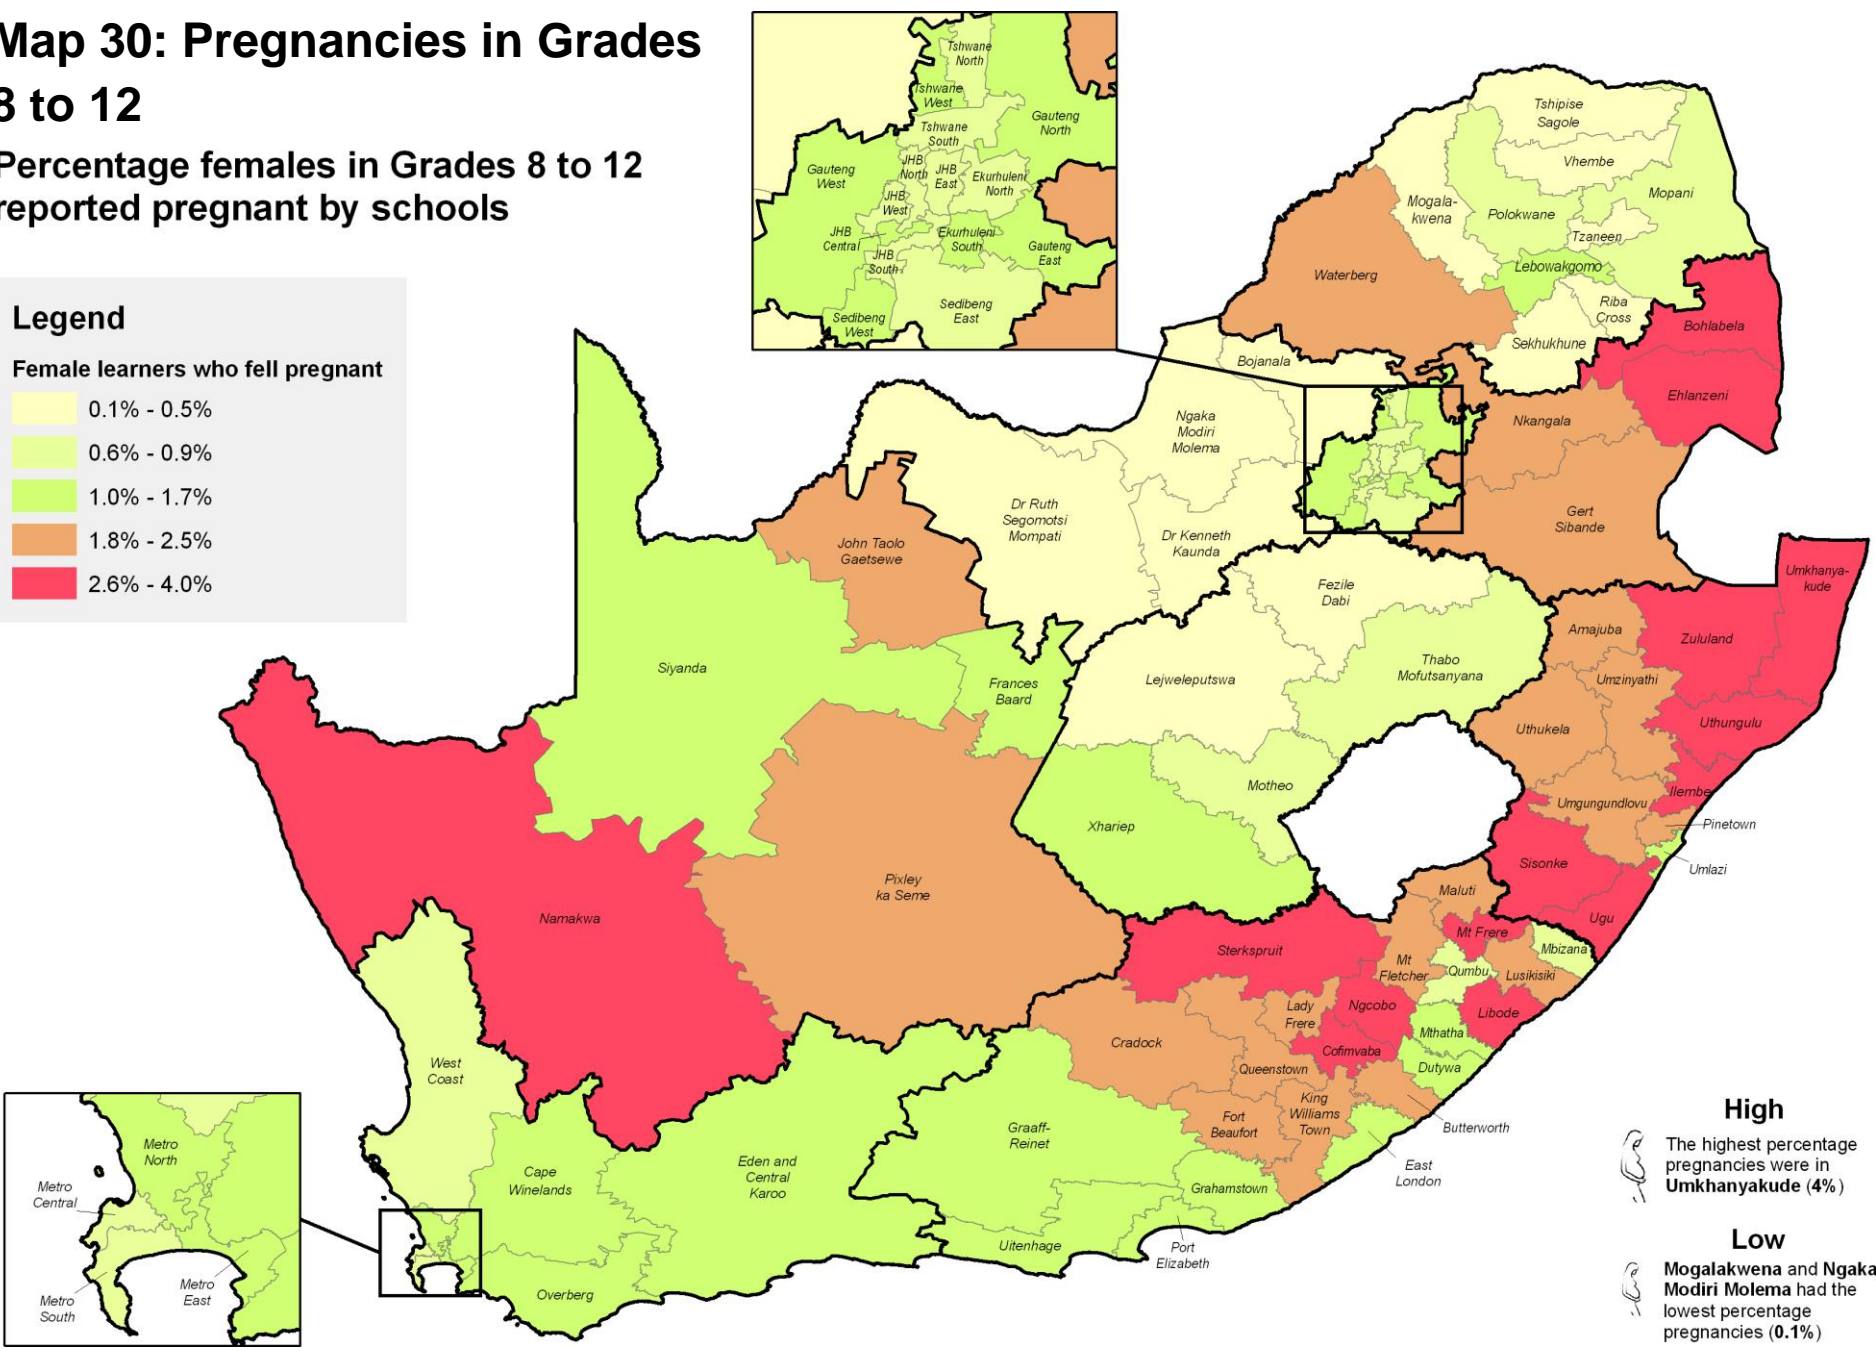 Map 30: Pregnancies in Grades
8 to 12
Percentage females in Grades 8 to 12
reported pregnant by schools
Legend
Female learners who fell pregnant
0.1% - 0.5%
0.6% - 0.9%
1.0% - 1.7%
1.8% - 2.5%
2.6% - 4.0%
Tshwane
North
Tshwane
West
Tshwane
South
Gauteng
North
Gauteng
West
JHB
North
JHB
East
Ekurhuleni
North
JHB
West
JHB
Central
Ekurhuleni
South
Gauteng
East
JHB
South
Sedibeng
East
Sedibeng
West
Tshipise
Sagole
Vhembe
Mopani
Mogala-
kwena
Polokwane
Tzaneen
Lebowakgomo
Waterberg
Riba
Cross
Sekhukhune
Bohlabela
Ehlanzeni
Bojanala
Nkangala
Ngaka
Modiri
Molema
Dr Ruth
Segomotsi
Mompati
Dr Kenneth
Kaunda
Gert
Sibande
John Taolo
Gaetsewe
Fezile
Dabi
Umkhanya-
kude
Amajuba
Zululand
Siyanda
Frances
Baard
Lejweleputswa
Thabo
Mofutsanyana
Umzinyathi
Uthukela
Uthungulu
Motheo
Ilembe
Umgungundlovu
Pinetown
Xhariep
Umlazi
Sisonke
Pixley
ka Seme
Maluti
Ugu
Namakwa
Mt Frere
Mbizana
Sterkspruit
Mt
Fletcher
Qumbu
Lusikisiki
Lady
Frere
Ngcobo
Libode
Cradock
Mthatha
Cofimvaba
Queenstown
Dutywa
West
Coast
King
Williams
Town
Fort
Beaufort
Butterworth
Graaff-
Reinet
East
London
Cape
Winelands
Eden and
Central
Karoo
Grahamstown
Uitenhage
Port
Elizabeth
Overberg
Metro
North
Metro
Central
Metro
East
Metro
South
High
The highest percentage
pregnancies were in
Umkhanyakude (4%)
Low
Mogalakwena and Ngaka
Modiri Molema had the
lowest percentage
pregnancies (0.1%)